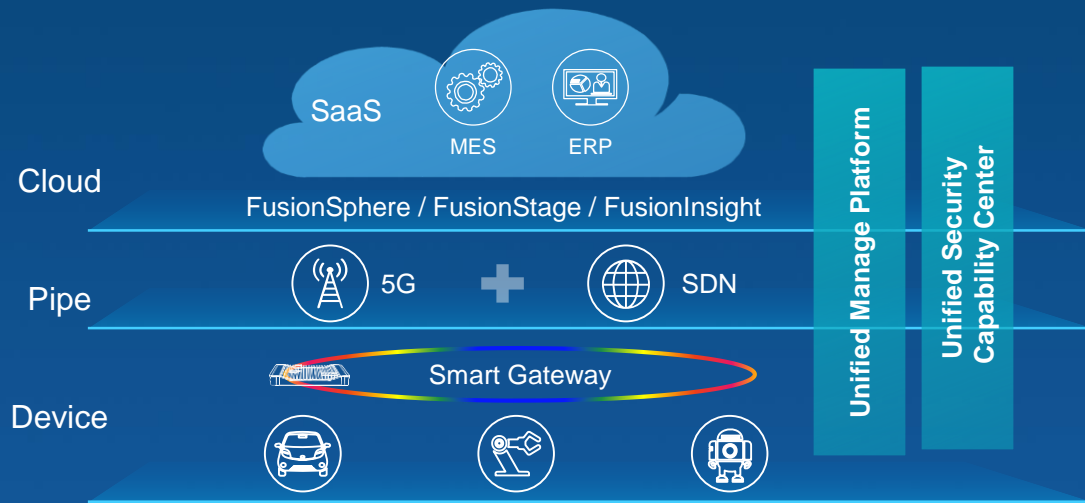 SaaS
MES
ERP
Cloud
FusionSphere / FusionStage / FusionInsight
5G
SDN
Pipe
Smart Gateway
Device
Unified Manage Platform
Unified Security
Capability Center